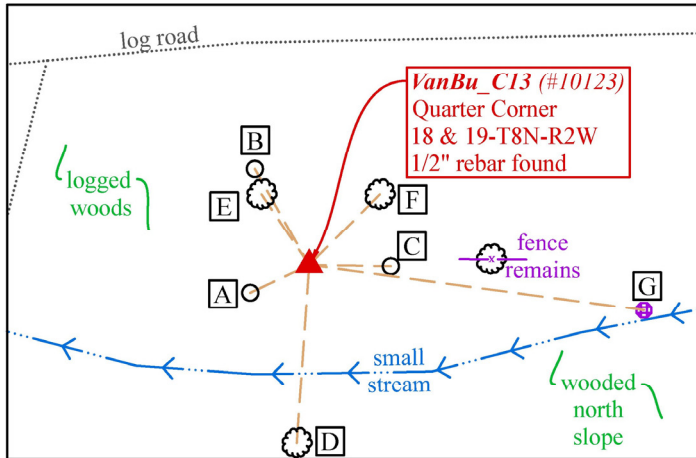 log road
VanBu_C13 (#10123)
Quarter Corner
18 & 19-T8N-R2W
1/2" rebar found
B
logged
woods
E
F
C
fence
remains
A
G
x
small
stream
wooded
north
slope
D